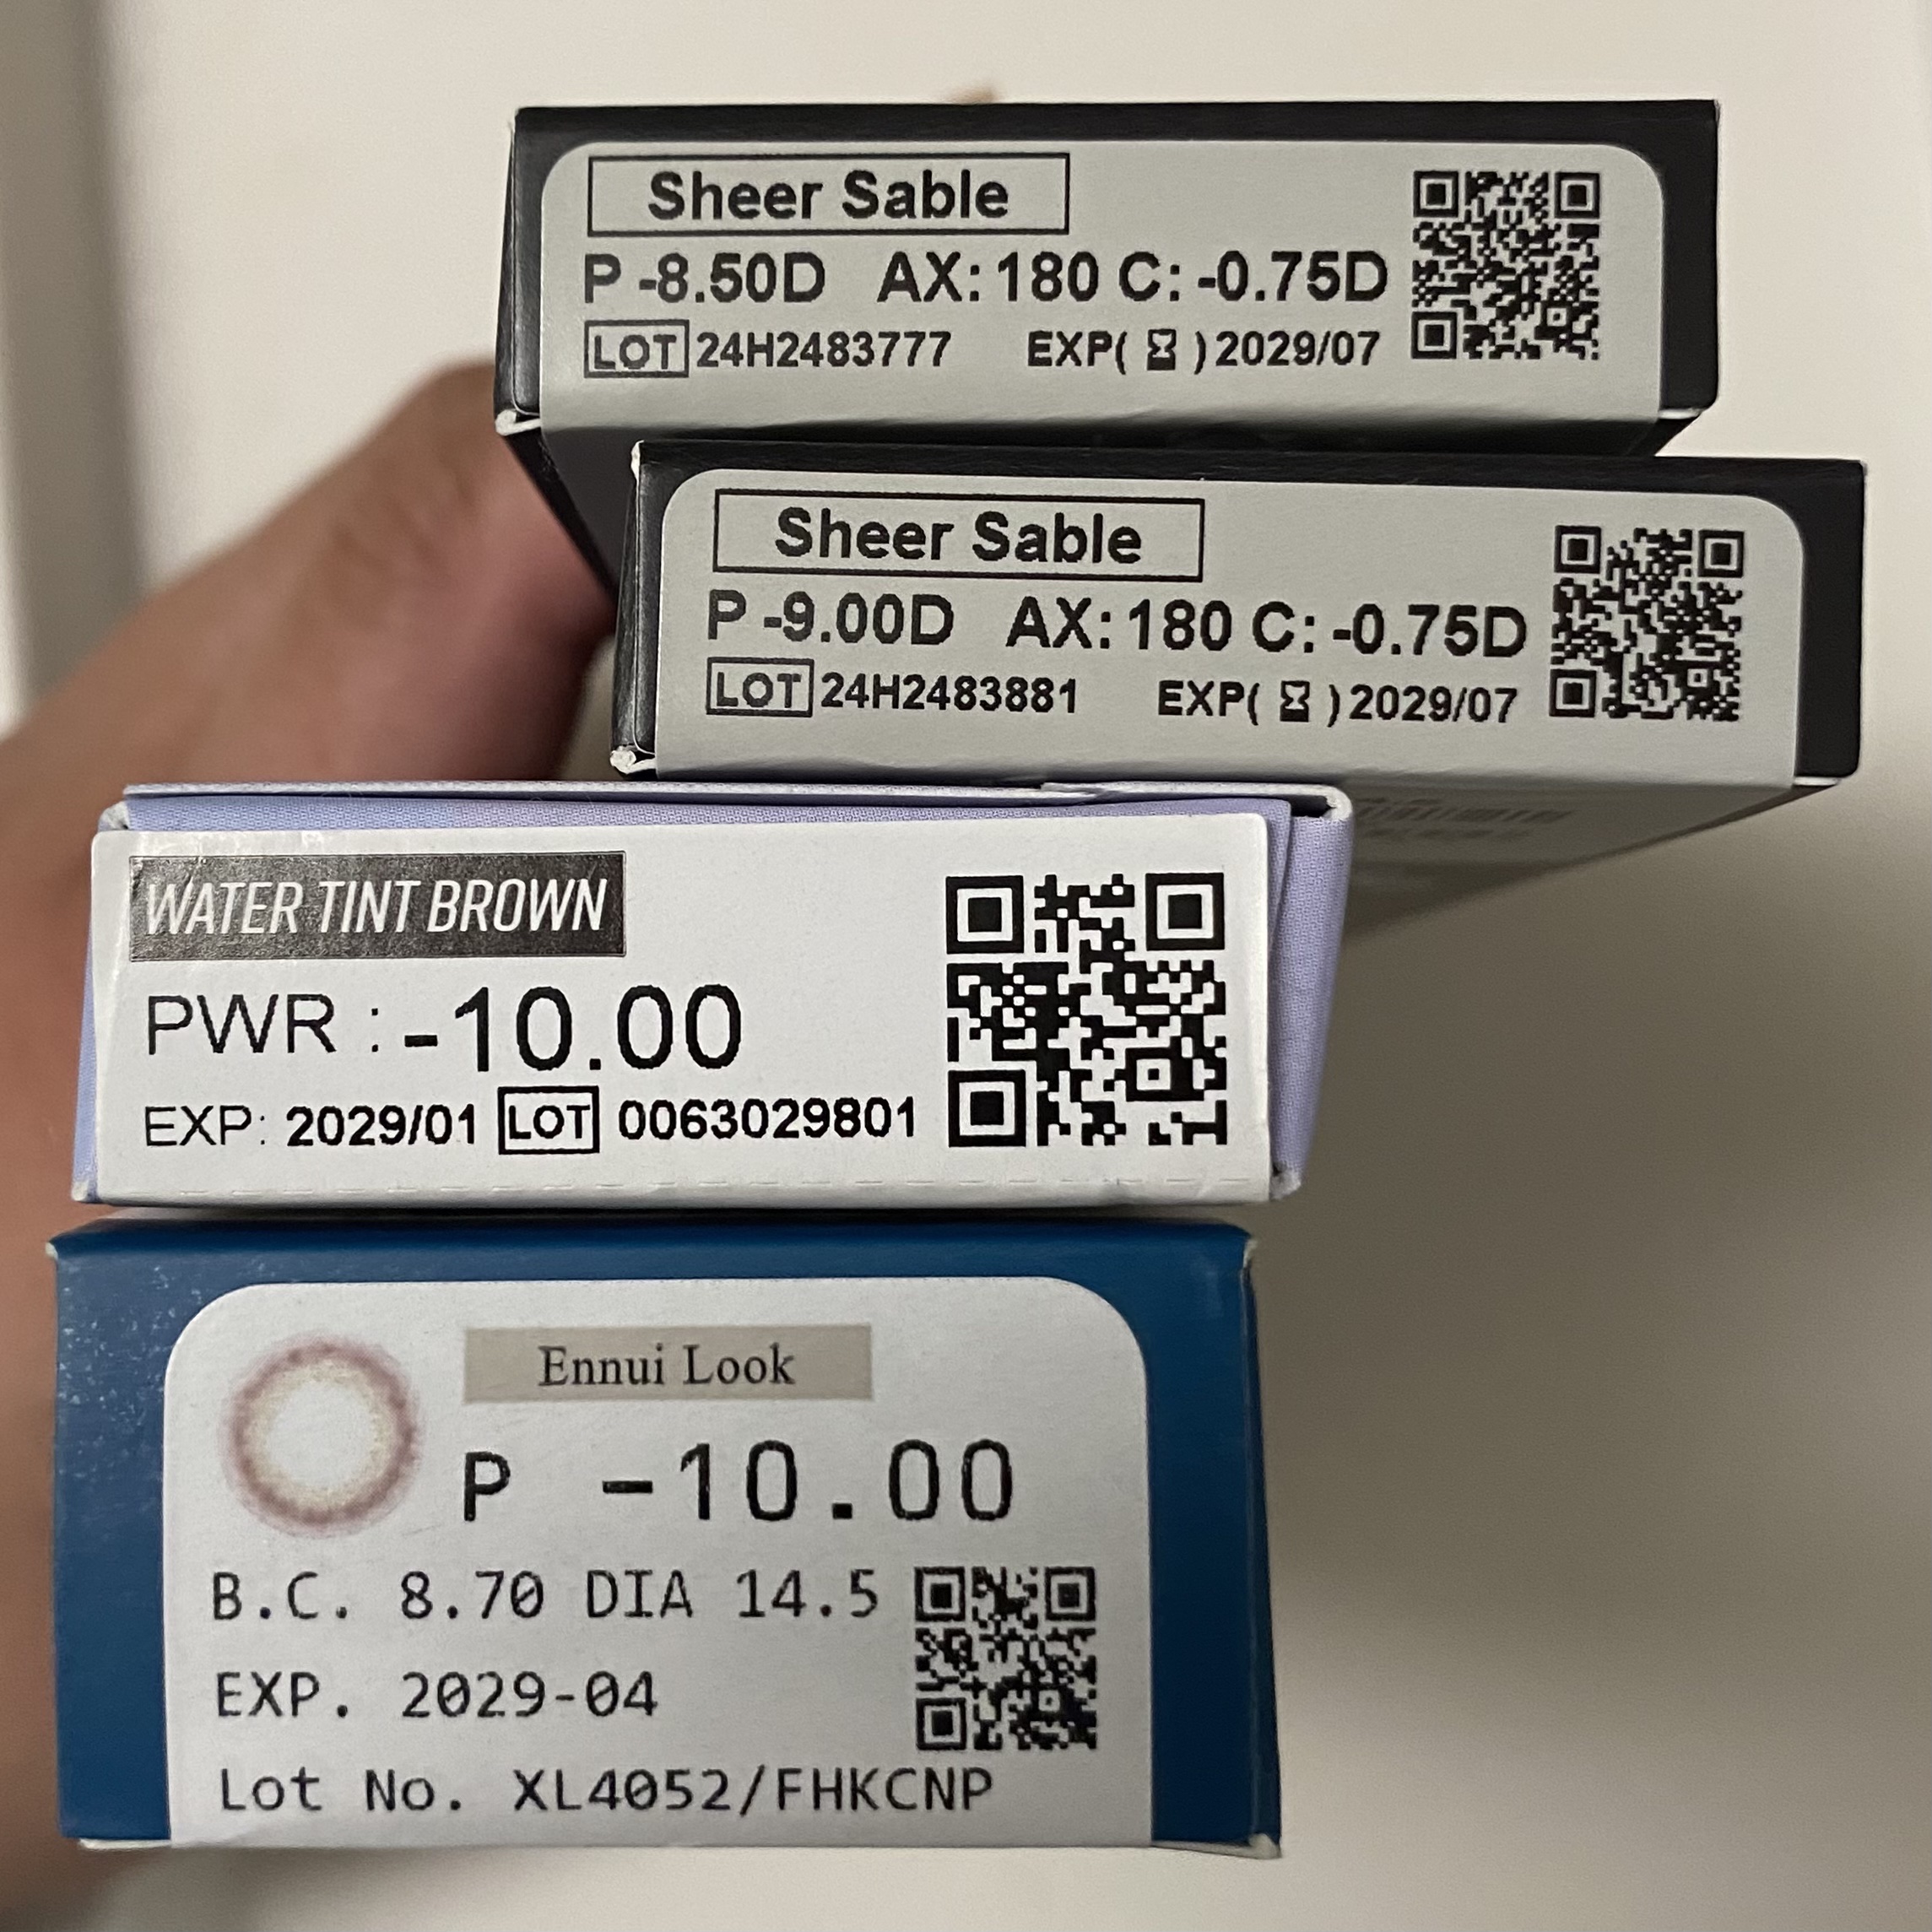 Sheer Sable
P -8.50D AX: 180 C: -0.75D
LOT 24H2483777 EXP( ⌛ )2029/07
Sheer Sable
P -9.00D AX: 180 C: -0.75D
LOT 24H2483881 EXP( ⌛ )2029/07
WATER TINT BROWN
PWR : -10.00
EXP: 2029/01 LOT 0063029801
Ennui Look
P -10.00
B.C. 8.70 DIA 14.5
EXP. 2029-04
Lot No. XL4052/FHKCNP